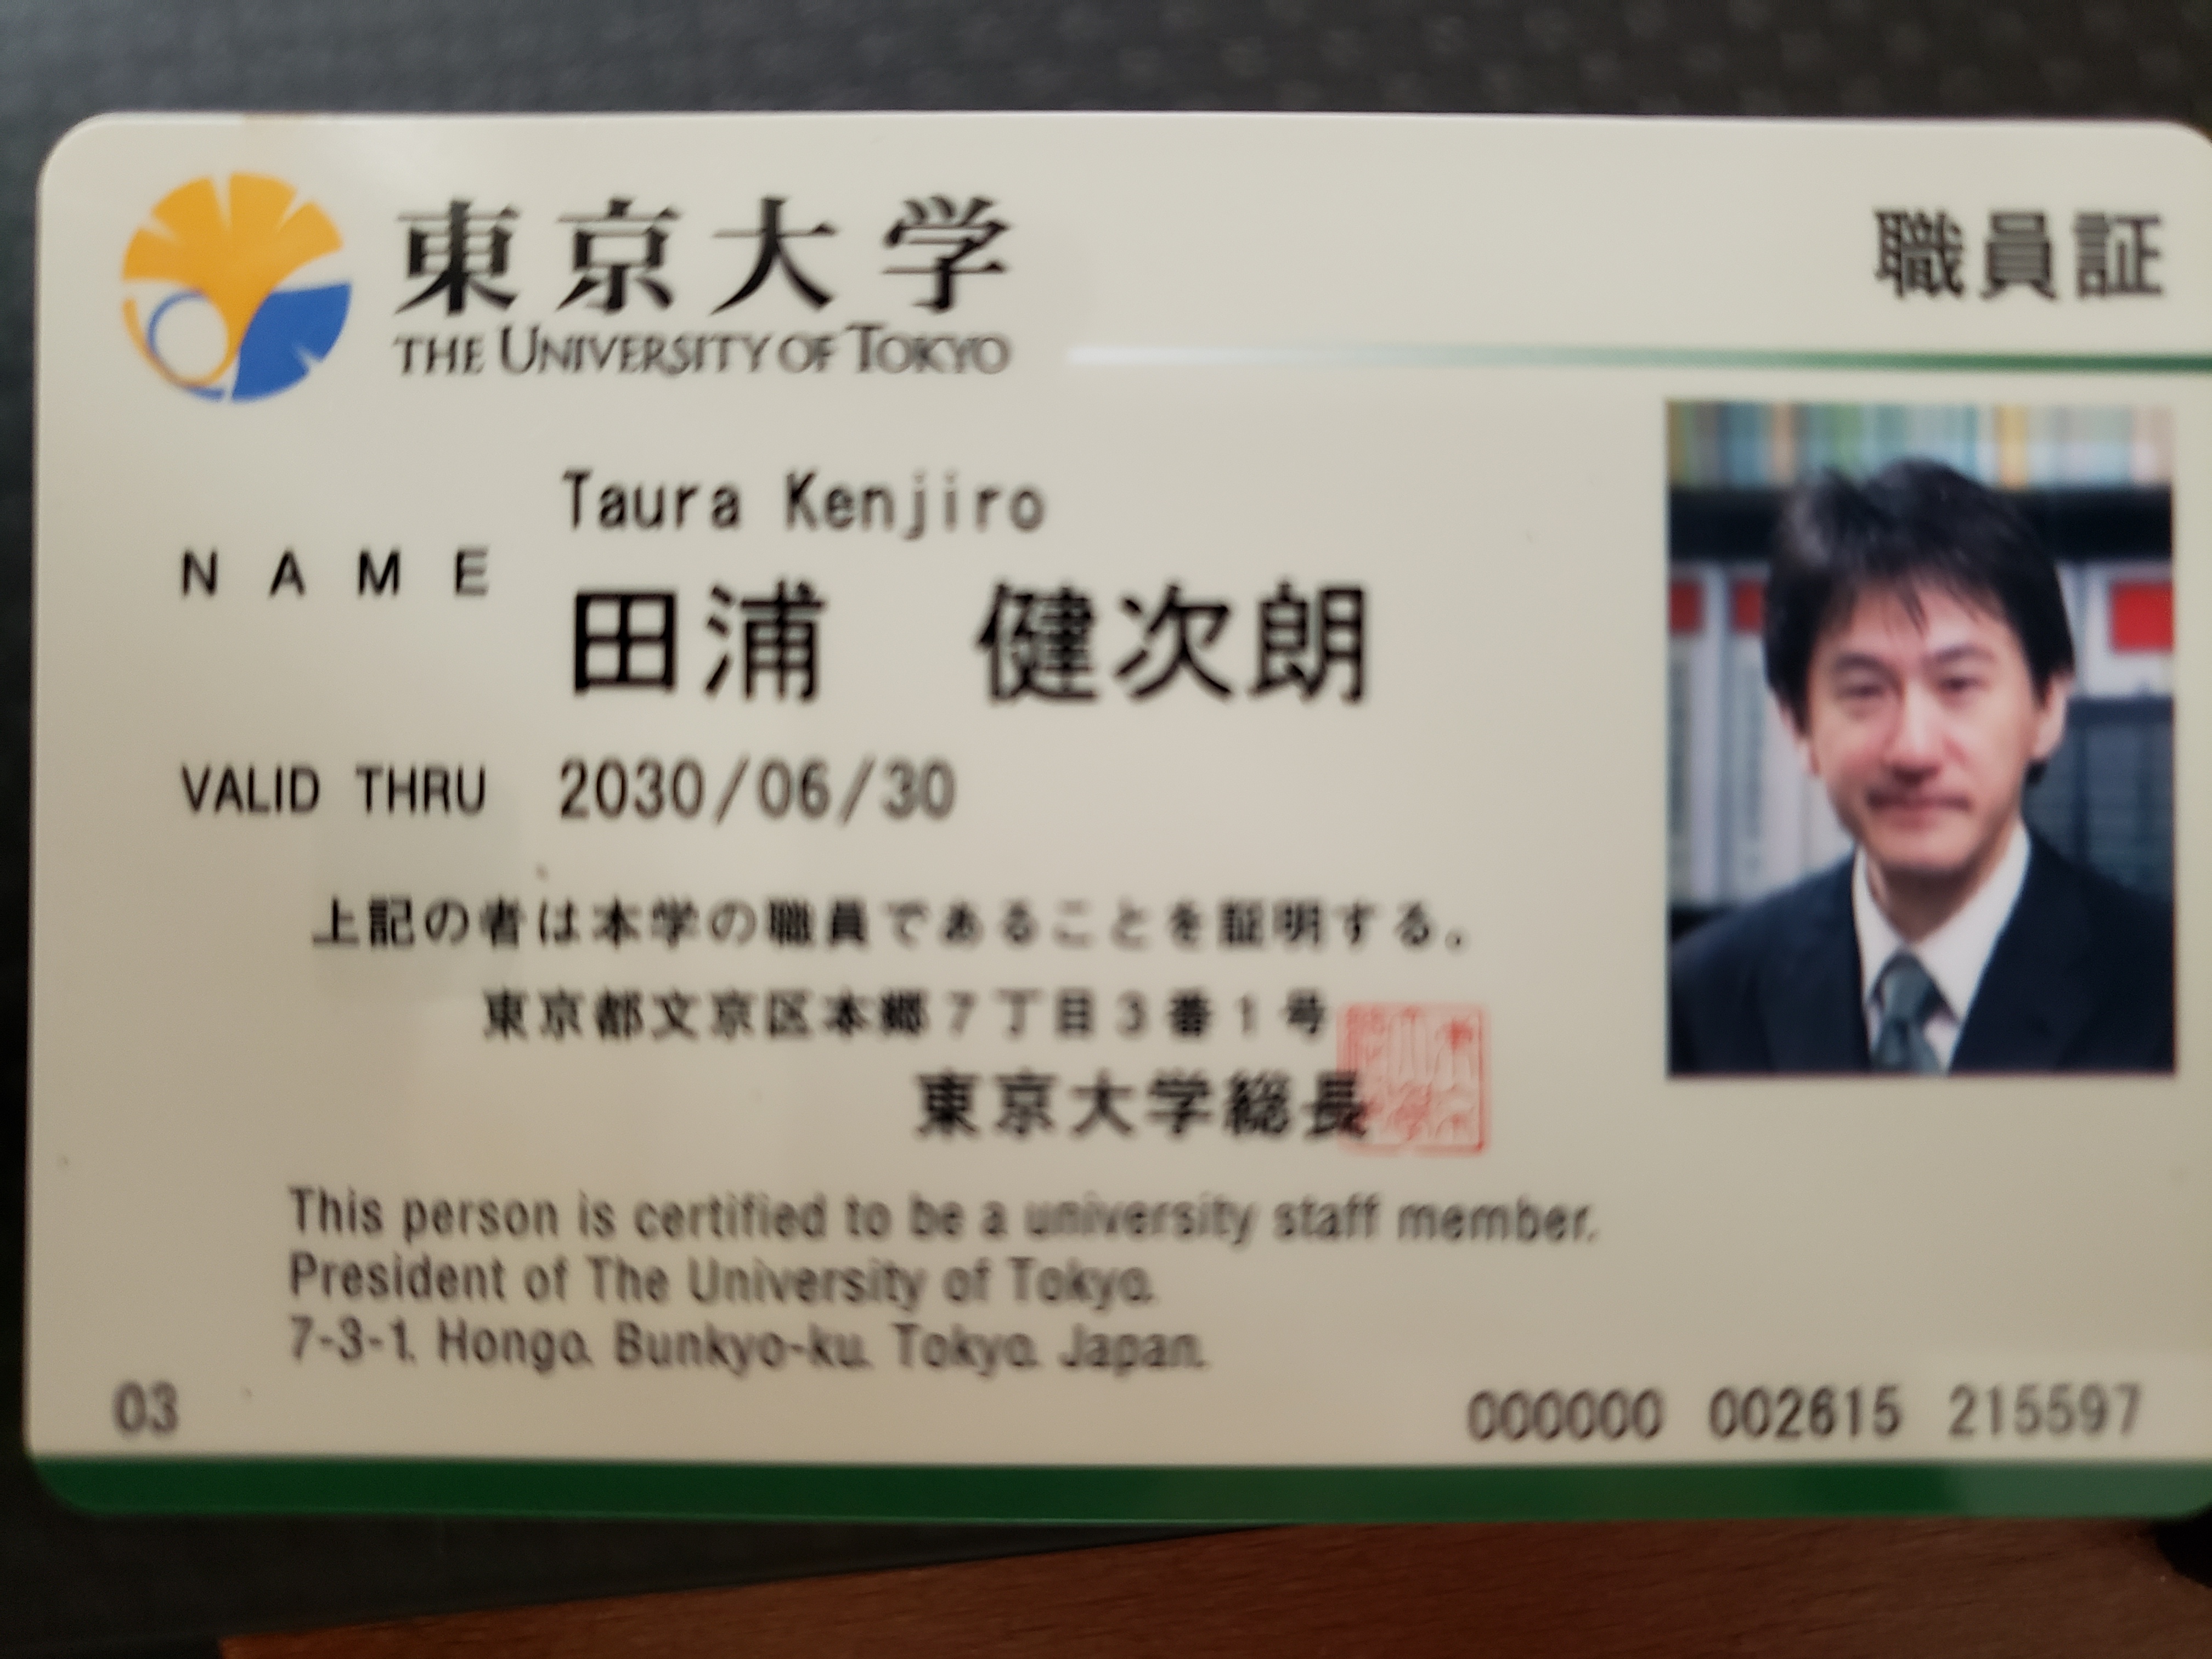 東京大学
THE UNIVERSITY OF TOKYO
職員証
Taura Kenjiro
NAME 田浦 健次朗
VALID THRU 2030/06/30
上記の者は本学の職員であることを証明する。
東京都文京区本郷7丁目3番1号
東京大学総長
This person is certified to be a university staff member.
President of The University of Tokyo.
7-3-1, Hongo, Bunkyo-ku, Tokyo, Japan.
03 000000 002615 215597